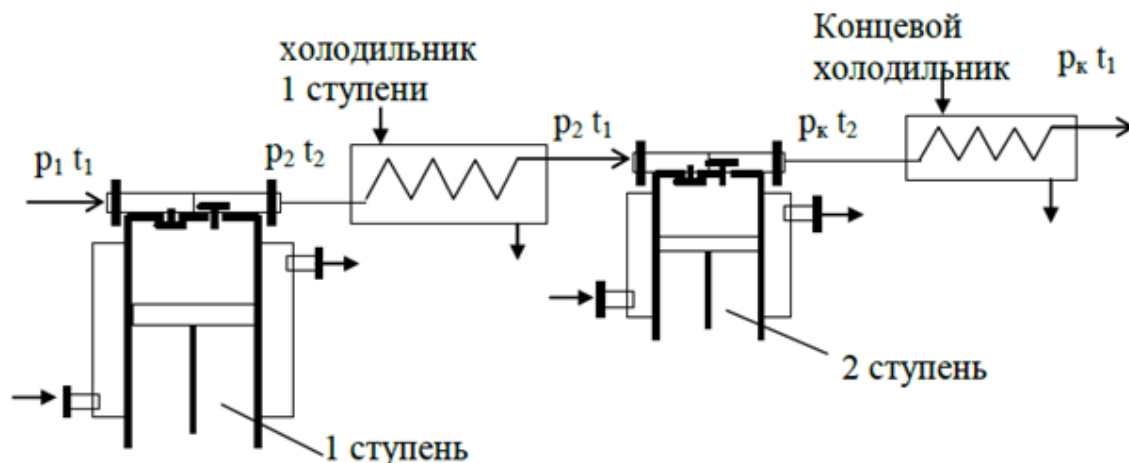 холодильник
1 ступени
Концевой
холодильник
pк t1
p1 t1
p2 t2
p2 t1
pк t2
2 ступень
1 ступень